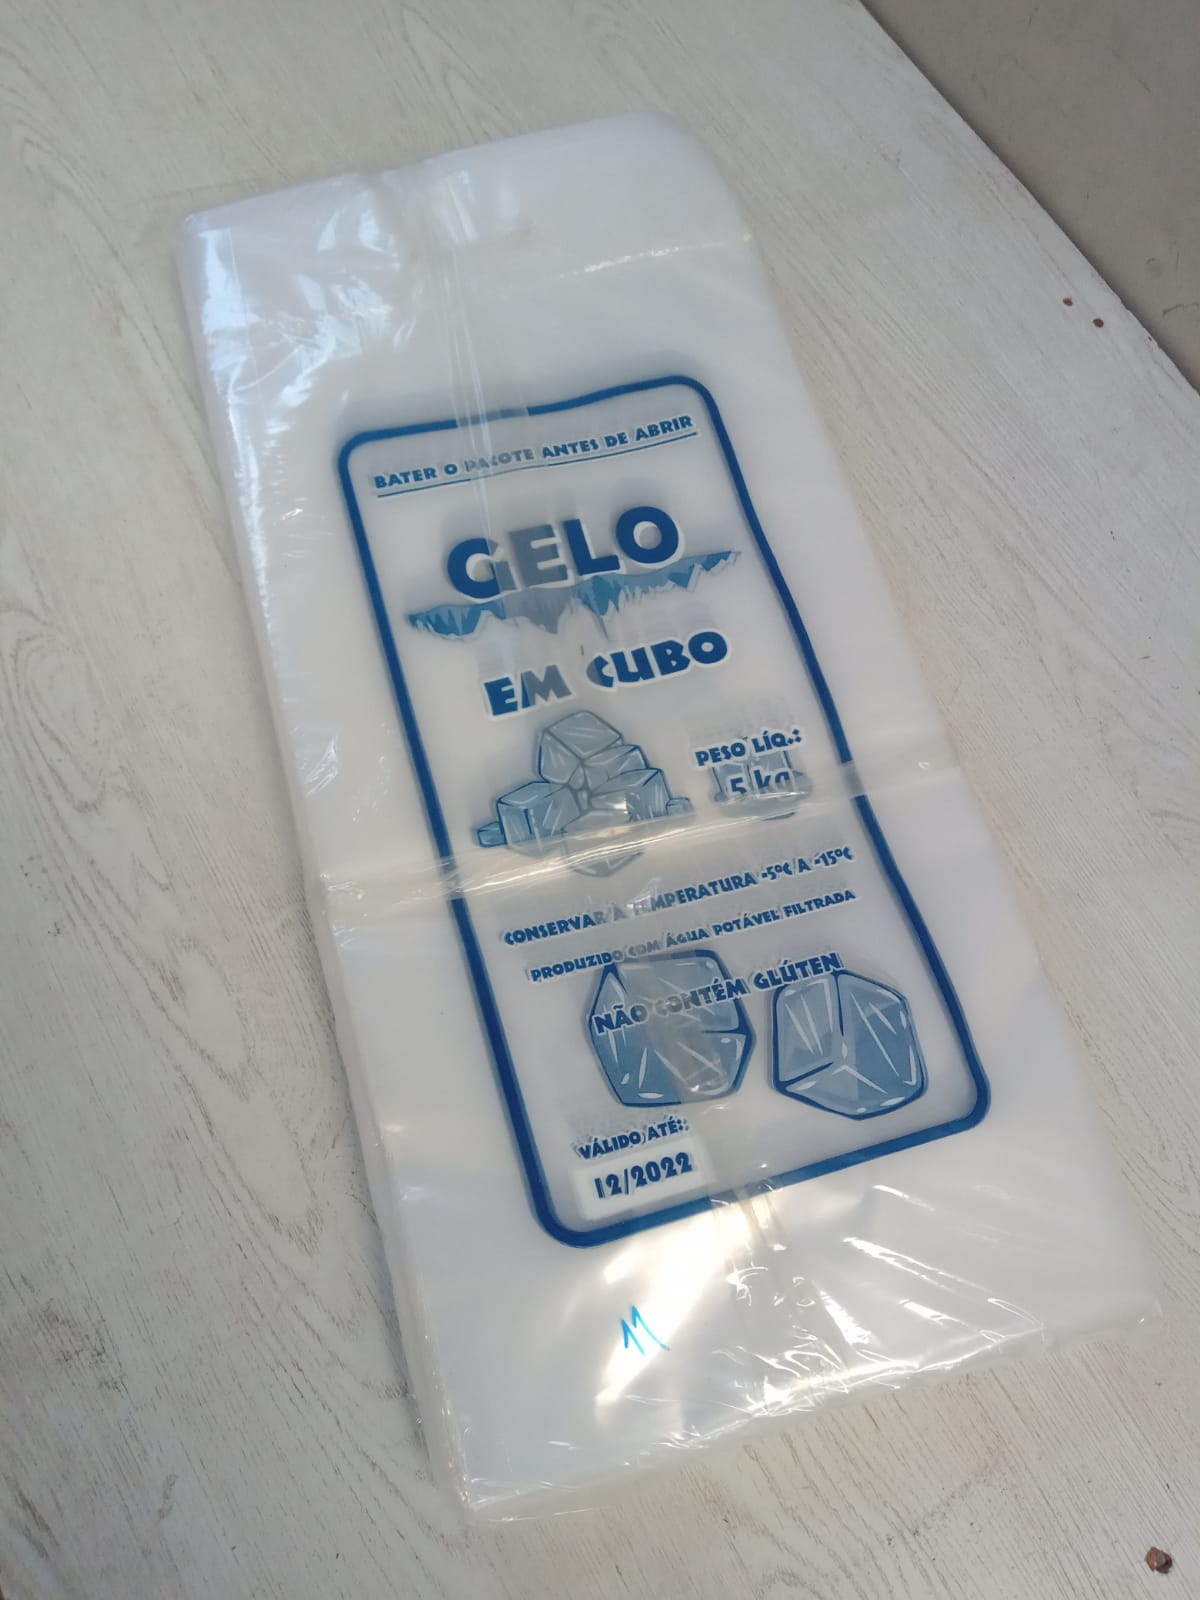 BATER O PACOTE ANTES DE ABRIR
GELO
EM CUBO
PESO LÍQ.:
5 kg
CONSERVAR À TEMPERATURA -5ºC A -15ºC
PRODUZIDO COM ÁGUA POTÁVEL FILTRADA
NÃO CONTÉM GLÚTEN
VÁLIDO ATÉ:
12/2022
11